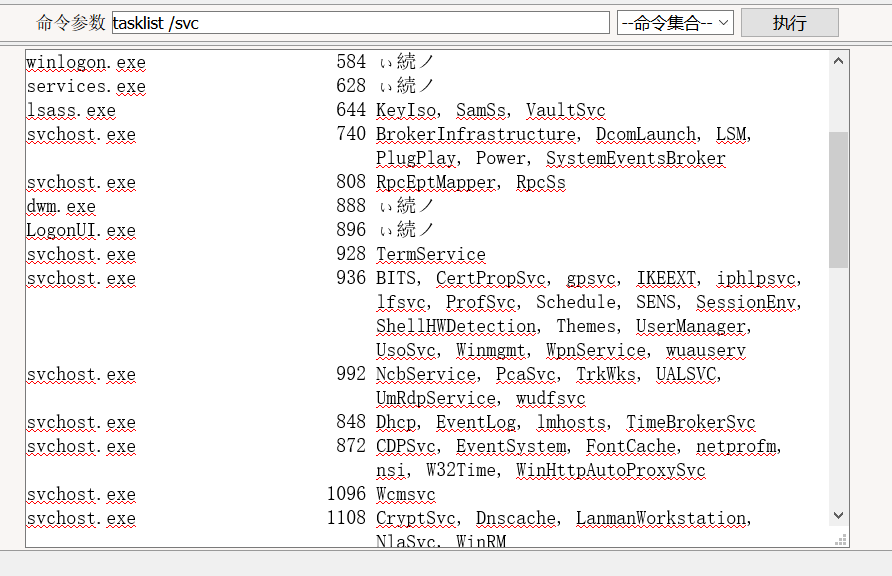 命令参数 tasklist /svc --命令集合-- 执行
winlogon.exe 584 ぃ続ノ
services.exe 628 ぃ続ノ
lsass.exe 644 KeyIso, SamSs, VaultSvc
svchost.exe 740 BrokerInfrastructure, DcomLaunch, LSM,
PlugPlay, Power, SystemEventsBroker
svchost.exe 808 RpcEptMapper, RpcSs
dwm.exe 888 ぃ続ノ
LogonUI.exe 896 ぃ続ノ
svchost.exe 928 TermService
svchost.exe 936 BITS, CertPropSvc, gpsvc, IKEEXT, iphlpsvc,
lfsvc, ProfSvc, Schedule, SENS, SessionEnv,
ShellHWDetection, Themes, UserManager,
UsoSvc, Winmgmt, WpnService, wuauserv
svchost.exe 992 NcbService, PcaSvc, TrkWks, UALSVC,
UmRdpService, wudfsvc
svchost.exe 848 Dhcp, EventLog, lmhosts, TimeBrokerSvc
svchost.exe 872 CDPSvc, EventSystem, FontCache, netprofm,
nsi, W32Time, WinHttpAutoProxySvc
svchost.exe 1096 Wcmsvc
svchost.exe 1108 CryptSvc, Dnscache, LanmanWorkstation,
NlaSvc, WinRM